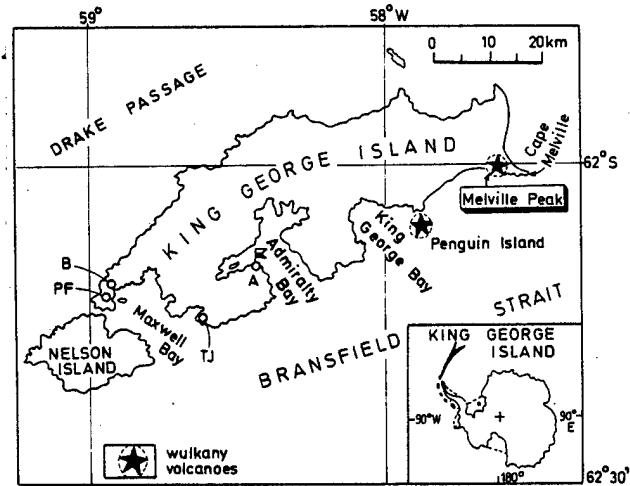 59°
58°W
0 10 20km
DRAKE PASSAGE
KING GEORGE ISLAND
Cape
Melville
62°S
Melville Peak
King
George Bay
Penguin Island
Admiralty
Bay
A
B
PF
Maxwell
Bay
TJ
NELSON
ISLAND
BRANSFIELD STRAIT
KING GEORGE
ISLAND
90°W
90°
E
180°
wulkany
volcanoes
62°30'